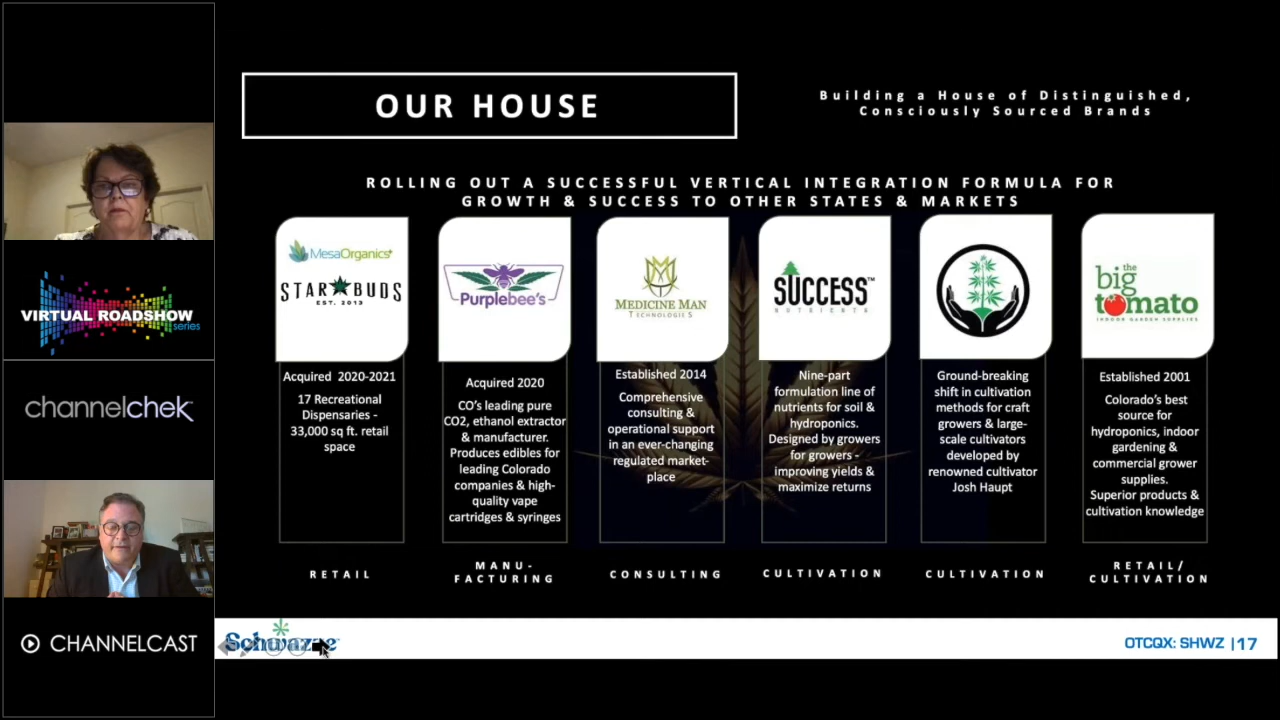 OUR HOUSE
Building a House of Distinguished,
Consciously Sourced Brands
ROLLING OUT A SUCCESSFUL VERTICAL INTEGRATION FORMULA FOR
GROWTH & SUCCESS TO OTHER STATES & MARKETS
MesaOrganics
STAR BUDS
EST. 2013
Acquired 2020-2021
17 Recreational
Dispensaries -
33,000 sq ft. retail
space
RETAIL
Purplebee's
Acquired 2020
CO's leading pure
CO2, ethanol extractor
& manufacturer.
Produces edibles for
leading Colorado
companies & high-
quality vape
cartridges & syringes
MANU-
FACTURING
MEDICINE MAN
TECHNOLOGIES
Established 2014
Comprehensive
consulting &
operational support
in an ever-changing
regulated market-
place
CONSULTING
SUCCESS™
NUTRIENTS
Nine-part
formulation line of
nutrients for soil &
hydroponics.
Designed by growers
for growers -
improving yields &
maximize returns
CULTIVATION
Ground-breaking
shift in cultivation
methods for craft
growers & large-
scale cultivators
developed by
renowned cultivator
Josh Haupt
CULTIVATION
the
big
tomato
INDOOR GARDEN SUPPLIES
Established 2001
Colorado's best
source for
hydroponics, indoor
gardening &
commercial grower
supplies.
Superior products &
cultivation knowledge
RETAIL/
CULTIVATION
VIRTUAL ROADSHOW
series
channelchek
CHANNELCAST
Schwazze
OTCQX: SHWZ |17